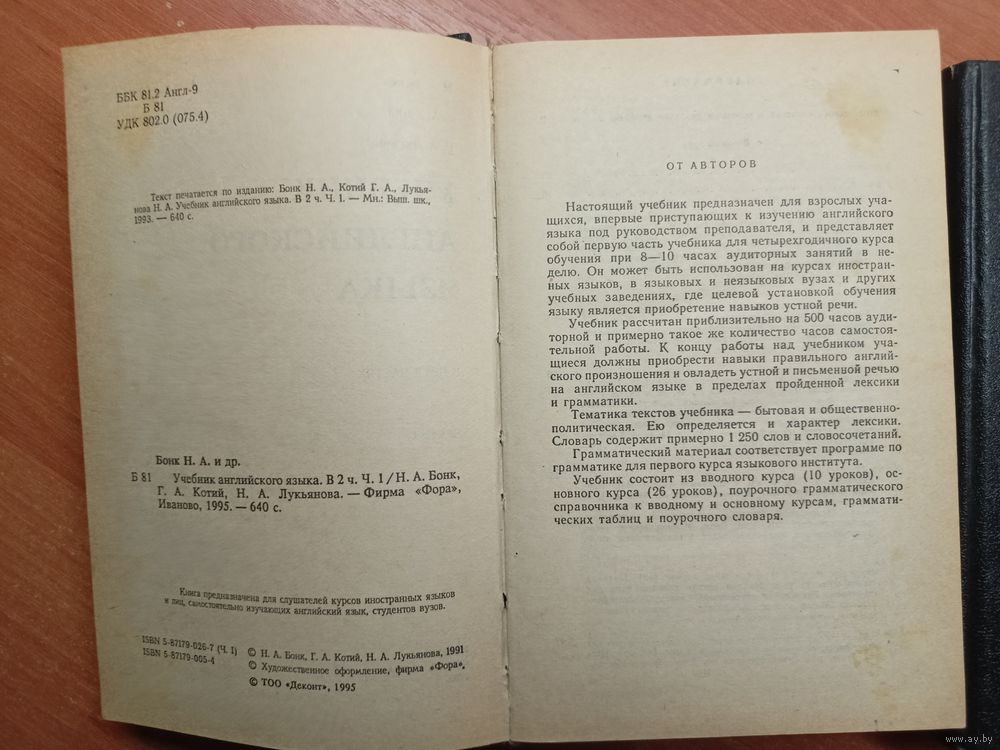 ББК 81.2 Англ-9
Б 81
УДК 802.0 (075.4)
Текст печатается по изданию: Бонк Н. А., Котий Г. А., Лукья-
нова Н. А. Учебник английского языка. В 2 ч. Ч. 1. — Мн.: Выш. шк.,
1993. — 640 с.
Бонк Н. А. и др.
Б 81 Учебник английского языка. В 2 ч. Ч. 1 / Н. А. Бонк,
Г. А. Котий, Н. А. Лукьянова. — Фирма «Фора»,
Иваново, 1995. — 640 с.
Книга предназначена для слушателей курсов иностранных языков
и лиц, самостоятельно изучающих английский язык, студентов вузов.
ISBN 5-87179-026-7 (Ч. 1)
ISBN 5-87179-005-4
© Н. А. Бонк, Г. А. Котий, Н. А. Лукьянова, 1991
© Художественное оформление, фирма «Фора»,
© ТОО «Деконт», 1995
ОТ АВТОРОВ
Настоящий учебник предназначен для взрослых уча-
щихся, впервые приступающих к изучению английского
языка под руководством преподавателя, и представляет
собой первую часть учебника для четырехгодичного курса
обучения при 8—10 часах аудиторных занятий в не-
делю. Он может быть использован на курсах иностран-
ных языков, в языковых и неязыковых вузах и других
учебных заведениях, где целевой установкой обучения
языку является приобретение навыков устной речи.
Учебник рассчитан приблизительно на 500 часов ауди-
торной и примерно такое же количество часов самостоя-
тельной работы. К концу работы над учебником уча-
щиеся должны приобрести навыки правильного англий-
ского произношения и овладеть устной и письменной речью
на английском языке в пределах пройденной лексики
и грамматики.
Тематика текстов учебника — бытовая и общественно-
политическая. Ею определяется и характер лексики.
Словарь содержит примерно 1 250 слов и словосочетаний.
Грамматический материал соответствует программе по
грамматике для первого курса языкового института.
Учебник состоит из вводного курса (10 уроков), ос-
новного курса (26 уроков), поурочного грамматического
справочника к вводному и основному курсам, граммати-
ческих таблиц и поурочного словаря.
www.ay.by